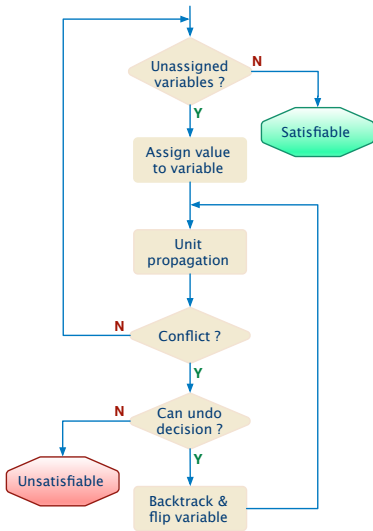 Unassigned
variables ?
N
Y
Satisfiable
Assign value
to variable
Unit
propagation
N
Conflict ?
Y
N
Can undo
decision ?
Y
Unsatisfiable
Backtrack &
flip variable